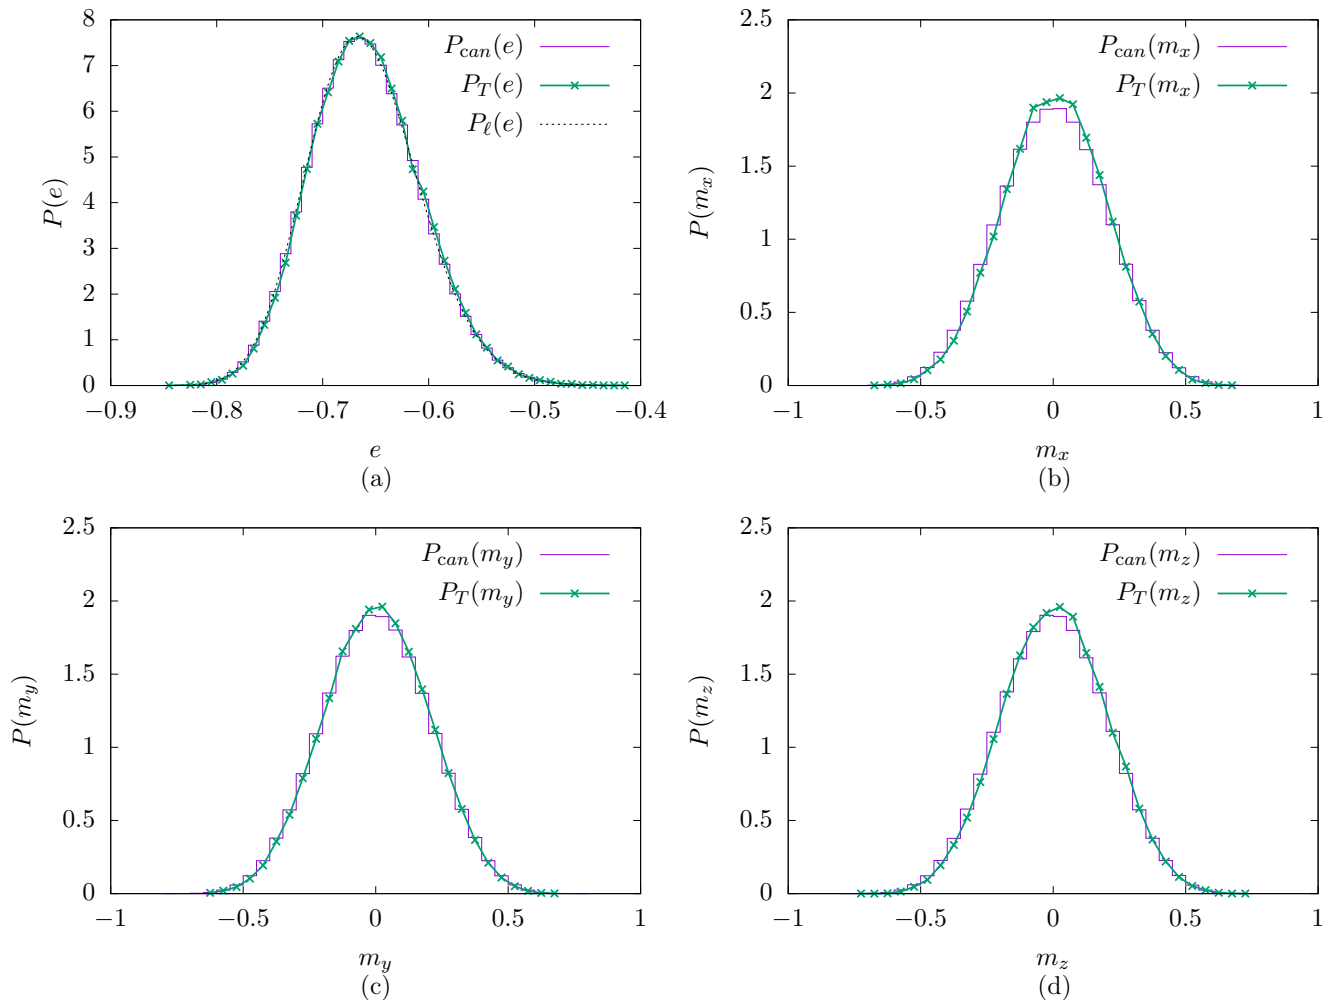 8
7
6
5
4
3
2
1
0
−0.9 −0.8 −0.7 −0.6 −0.5 −0.4
P(e)
e
P_can(e)
P_T(e)
P_ℓ(e)
(a)
2.5
2
1.5
1
0.5
0
−1 −0.5 0 0.5 1
P(m_x)
m_x
P_can(m_x)
P_T(m_x)
(b)
2.5
2
1.5
1
0.5
0
−1 −0.5 0 0.5 1
P(m_y)
m_y
P_can(m_y)
P_T(m_y)
(c)
2.5
2
1.5
1
0.5
0
−1 −0.5 0 0.5 1
P(m_z)
m_z
P_can(m_z)
P_T(m_z)
(d)